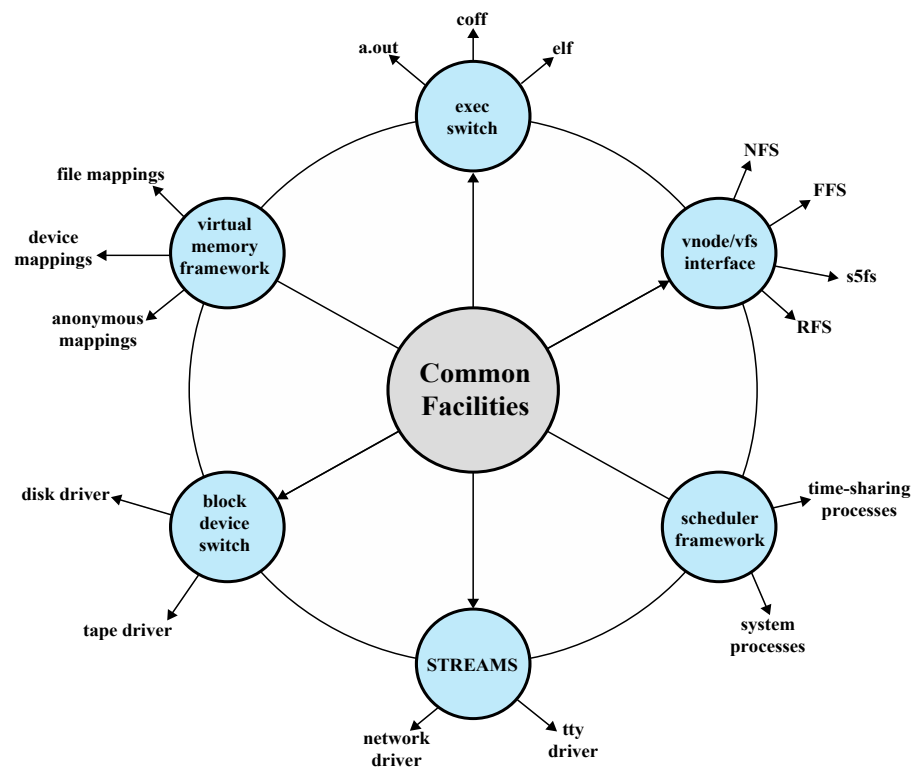 coff
a.out
elf
exec
switch
NFS
FFS
s5fs
RFS
vnode/vfs
interface
file mappings
device
mappings
anonymous
mappings
virtual
memory
framework
Common
Facilities
disk driver
tape driver
block
device
switch
scheduler
framework
time-sharing
processes
system
processes
STREAMS
network
driver
tty
driver